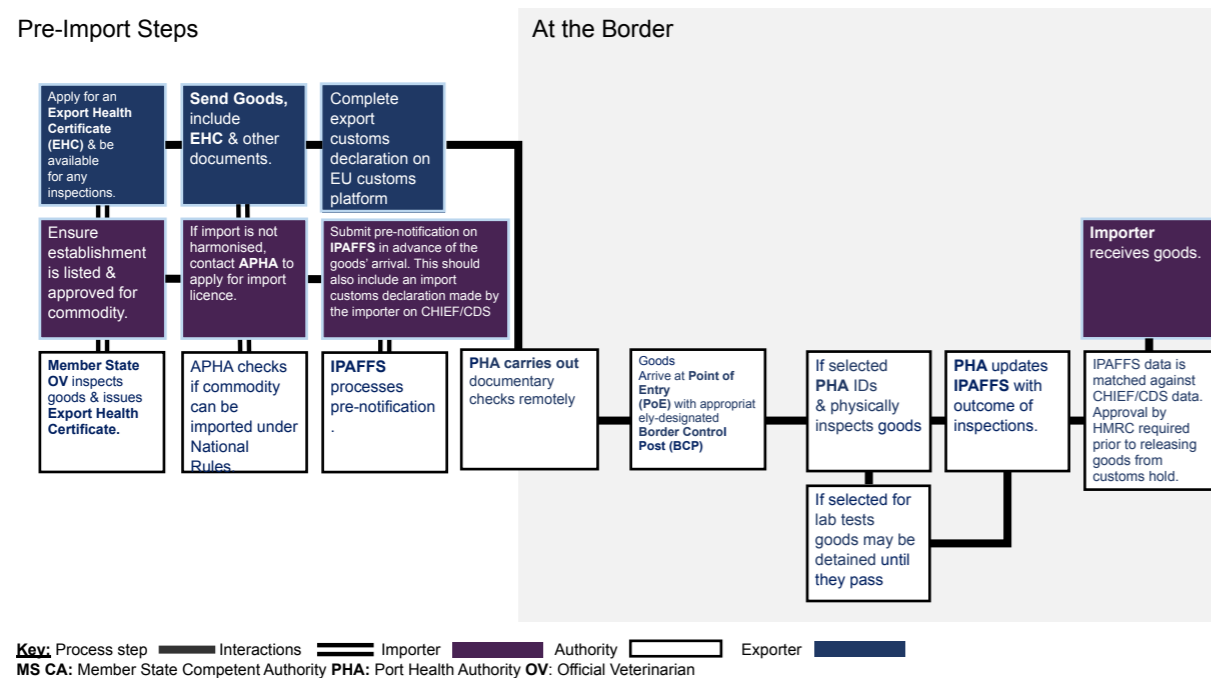 Pre-Import Steps
At the Border
Apply for an
Export Health
Certificate
(EHC) & be
available
for any
inspections.
Send Goods,
include
EHC & other
documents.
Complete
export
customs
declaration on
EU customs
platform
Ensure
establishment
is listed &
approved for
commodity.
If import is not
harmonised,
contact APHA to
apply for import
licence.
Submit pre-notification on
IPAFFS in advance of the
goods' arrival. This should
also include an import
customs declaration made by
the importer on CHIEF/CDS
Importer
receives goods.
Member State
OV inspects
goods & issues
Export Health
Certificate.
APHA checks
if commodity
can be
imported under
National
Rules
IPAFFS
processes
pre-notification
.
PHA carries out
documentary
checks remotely
Goods
Arrive at Point of
Entry
(PoE) with appropriat
ely-designated
Border Control
Post (BCP)
If selected
PHA IDs
& physically
inspects goods
PHA updates
IPAFFS with
outcome of
inspections.
IPAFFS data is
matched against
CHIEF/CDS data.
Approval by
HMRC required
prior to releasing
goods from
customs hold.
If selected for
lab tests
goods may be
detained until
they pass
Key: Process step Interactions Importer Authority Exporter
MS CA: Member State Competent Authority PHA: Port Health Authority OV: Official Veterinarian